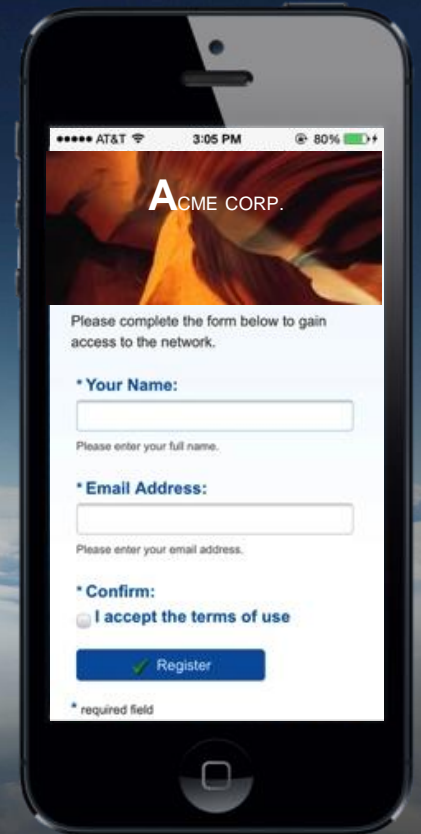 AT&T 3:05 PM 80%
ACME CORP.
Please complete the form below to gain
access to the network.
* Your Name:
Please enter your full name.
* Email Address:
Please enter your email address.
* Confirm:
I accept the terms of use
Register
* required field